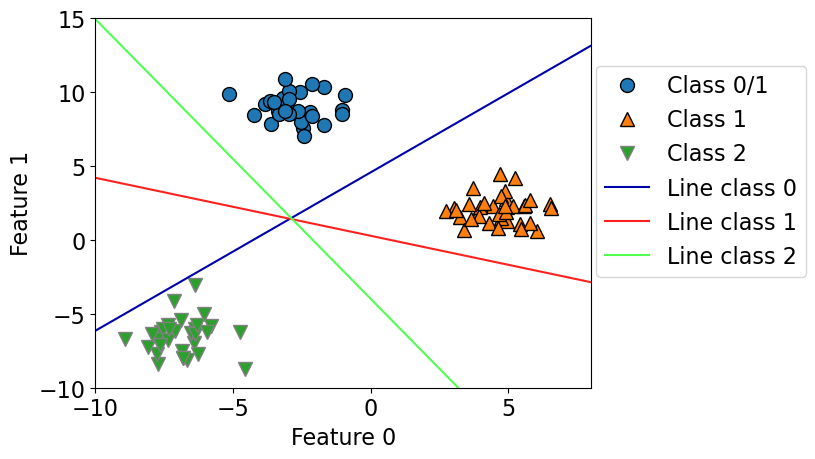 15
10
5
0
−5
−10
−10
−5
0
5
Feature 1
Feature 0
Class 0/1
Class 1
Class 2
Line class 0
Line class 1
Line class 2